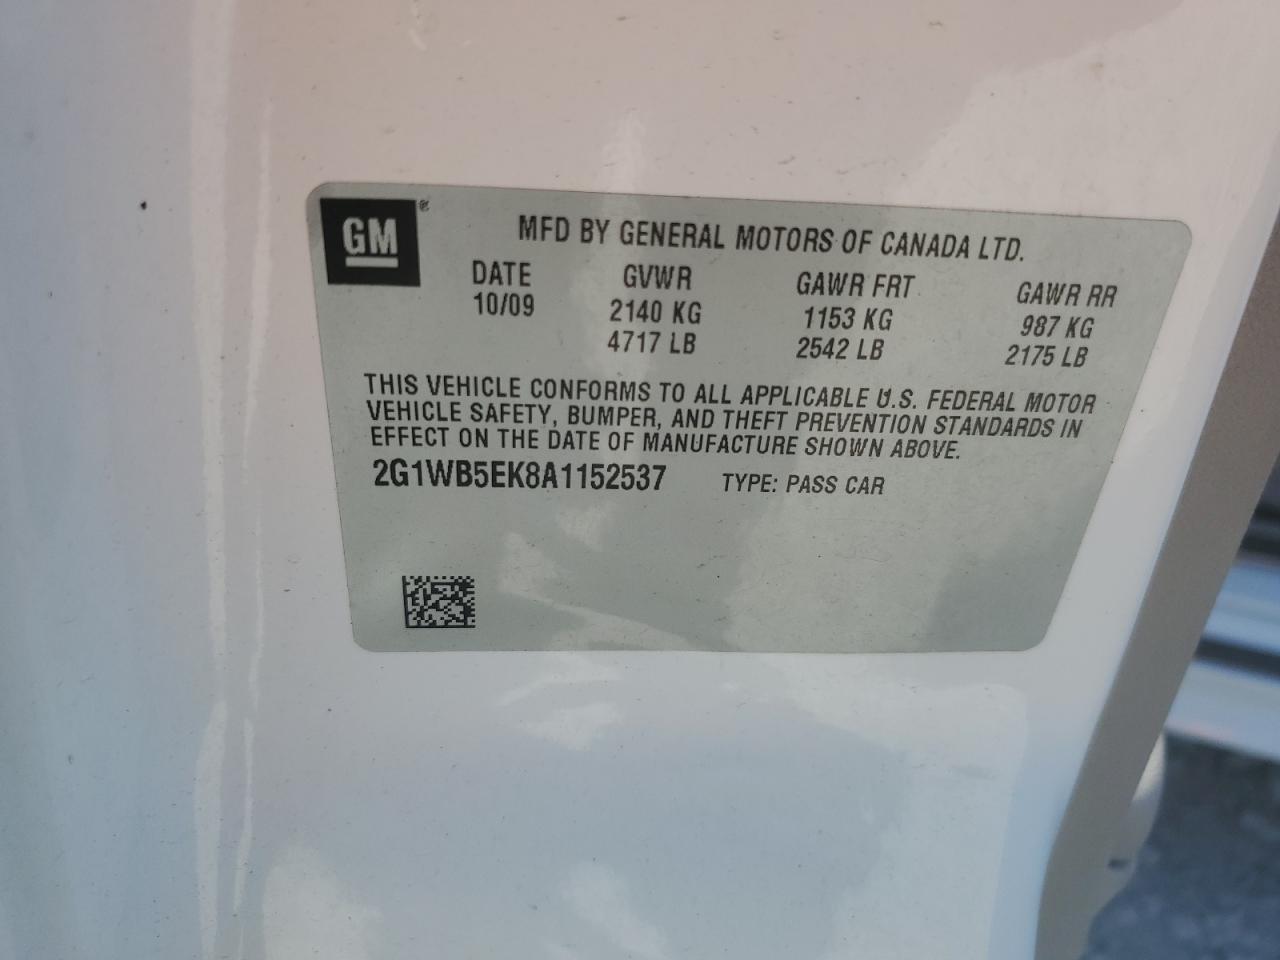 GM ®
MFD BY GENERAL MOTORS OF CANADA LTD.
DATE GVWR GAWR FRT GAWR RR
10/09 2140 KG 1153 KG 987 KG
4717 LB 2542 LB 2175 LB
THIS VEHICLE CONFORMS TO ALL APPLICABLE U.S. FEDERAL MOTOR
VEHICLE SAFETY, BUMPER, AND THEFT PREVENTION STANDARDS IN
EFFECT ON THE DATE OF MANUFACTURE SHOWN ABOVE.
2G1WB5EK8A1152537 TYPE: PASS CAR